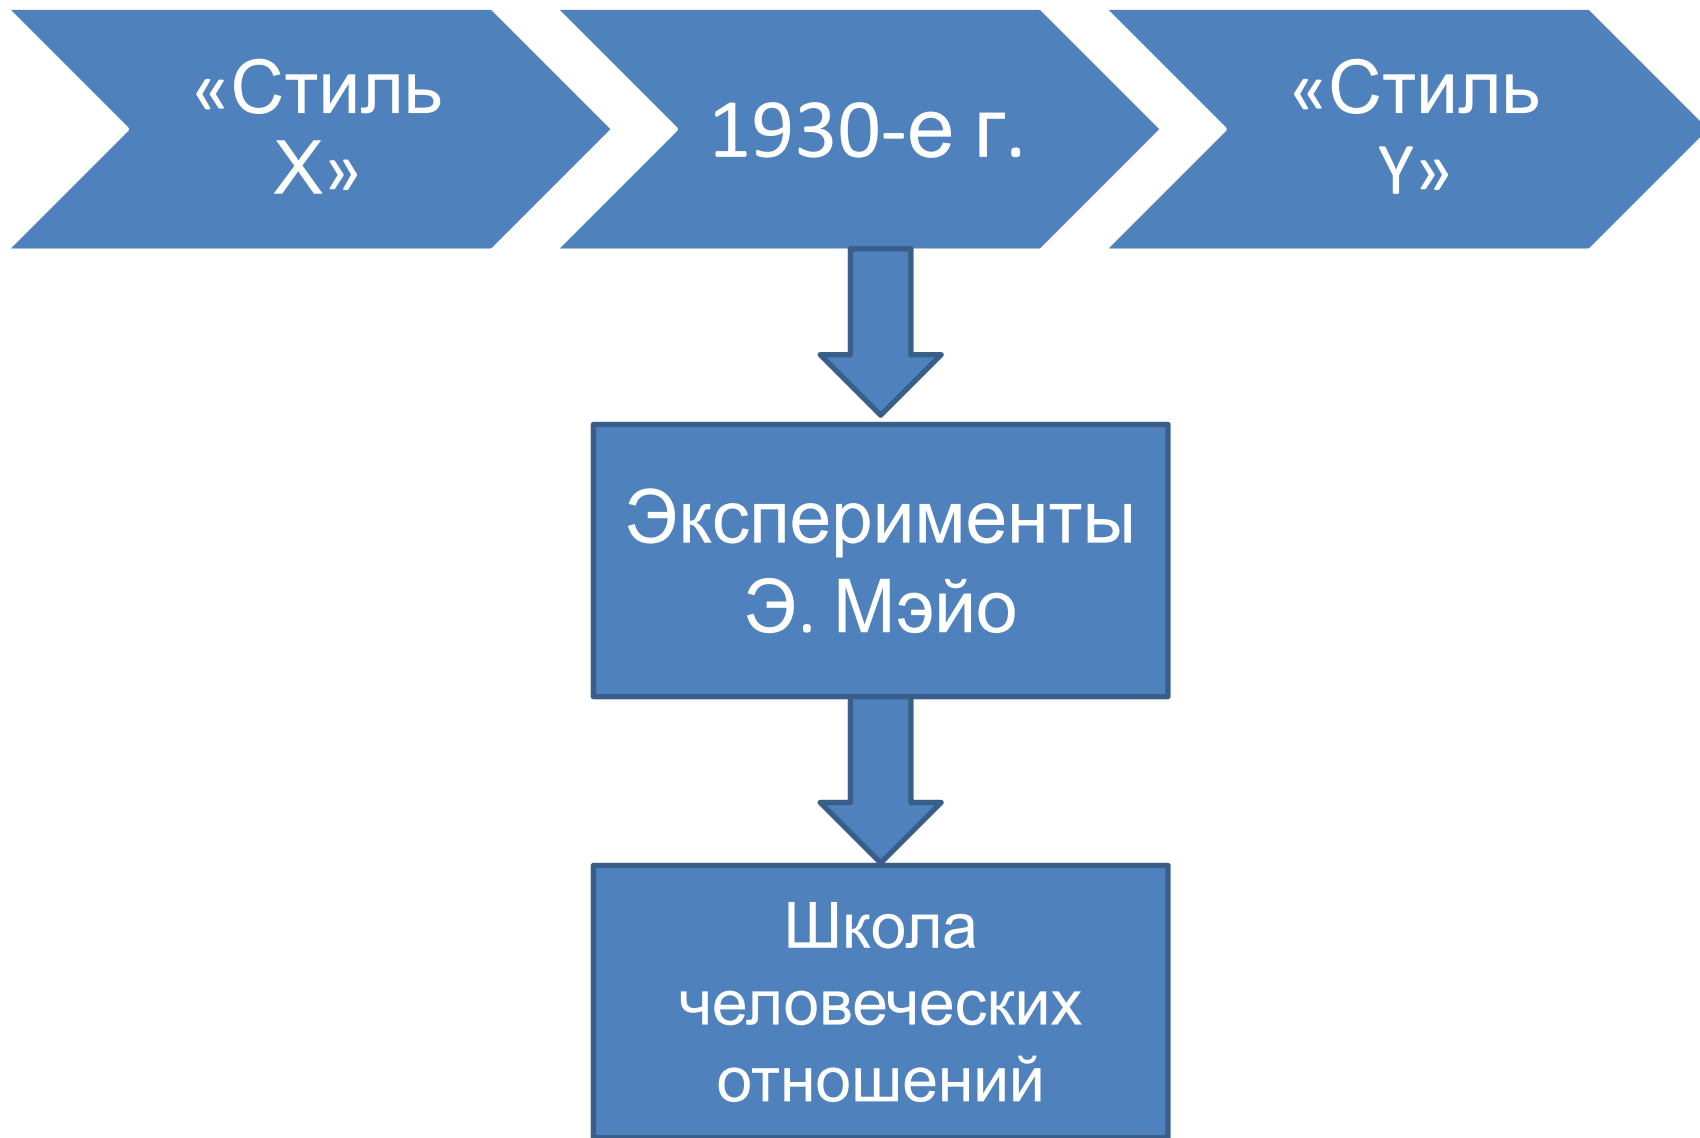 «Стиль
X»
1930-е г.
«Стиль
Y»
Эксперименты
Э. Мэйо
Школа
человеческих
отношений